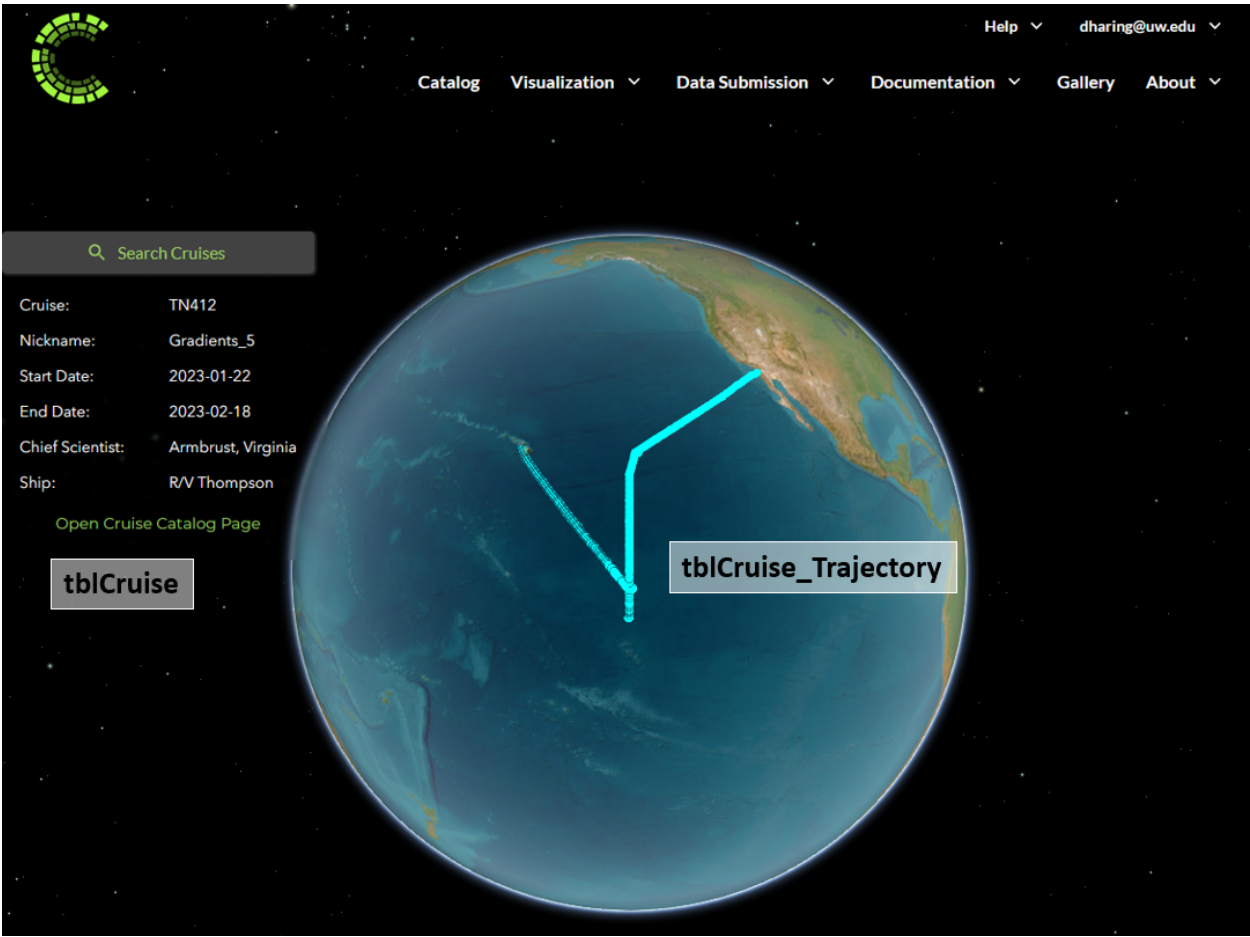 Help dharing@uw.edu
Catalog Visualization Data Submission Documentation Gallery About
Search Cruises
Cruise: TN412
Nickname: Gradients_5
Start Date: 2023-01-22
End Date: 2023-02-18
Chief Scientist: Armbrust, Virginia
Ship: R/V Thompson
Open Cruise Catalog Page
tblCruise
tblCruise_Trajectory